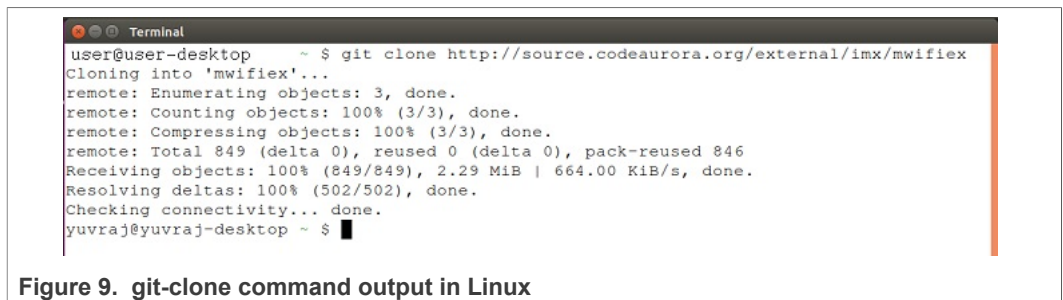 Terminal
user@user-desktop ~ $ git clone http://source.codeaurora.org/external/imx/mwifiex
Cloning into 'mwifiex'...
remote: Enumerating objects: 3, done.
remote: Counting objects: 100% (3/3), done.
remote: Compressing objects: 100% (3/3), done.
remote: Total 849 (delta 0), reused 0 (delta 0), pack-reused 846
Receiving objects: 100% (849/849), 2.29 MiB | 664.00 KiB/s, done.
Resolving deltas: 100% (502/502), done.
Checking connectivity... done.
yuvraj@yuvraj-desktop ~ $
Figure 9. git-clone command output in Linux